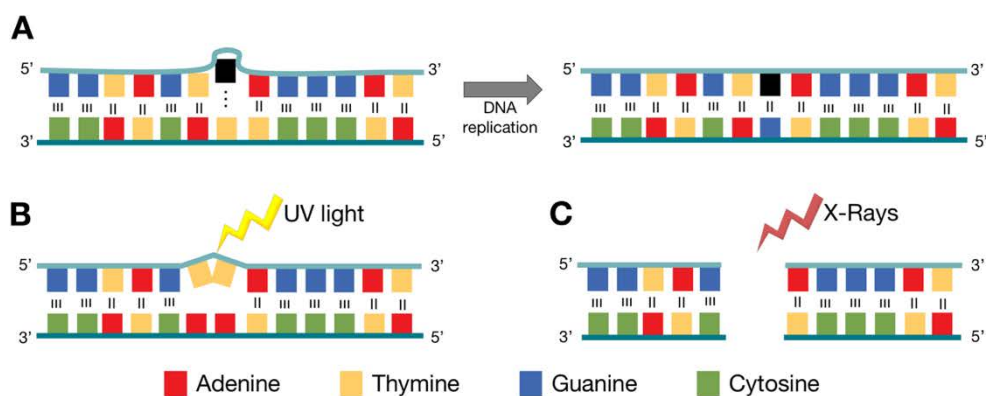 A
5’ 3’ 5’ 3’
DNA
replication
3’ 5’ 3’ 5’
B UV light C X-Rays
5’ 3’ 5’ 3’
3’ 5’ 3’ 5’
Adenine Thymine Guanine Cytosine